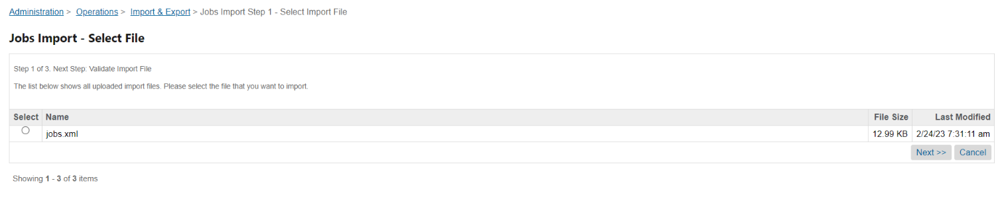 Administration > Operations > Import & Export > Jobs Import Step 1 - Select Import File
Jobs Import - Select File
Step 1 of 3. Next Step: Validate Import File
The list below shows all uploaded import files. Please select the file that you want to import.
Select Name File Size Last Modified
jobs.xml 12.99 KB 2/24/23 7:31:11 am
Next >> Cancel
Showing 1 - 3 of 3 items